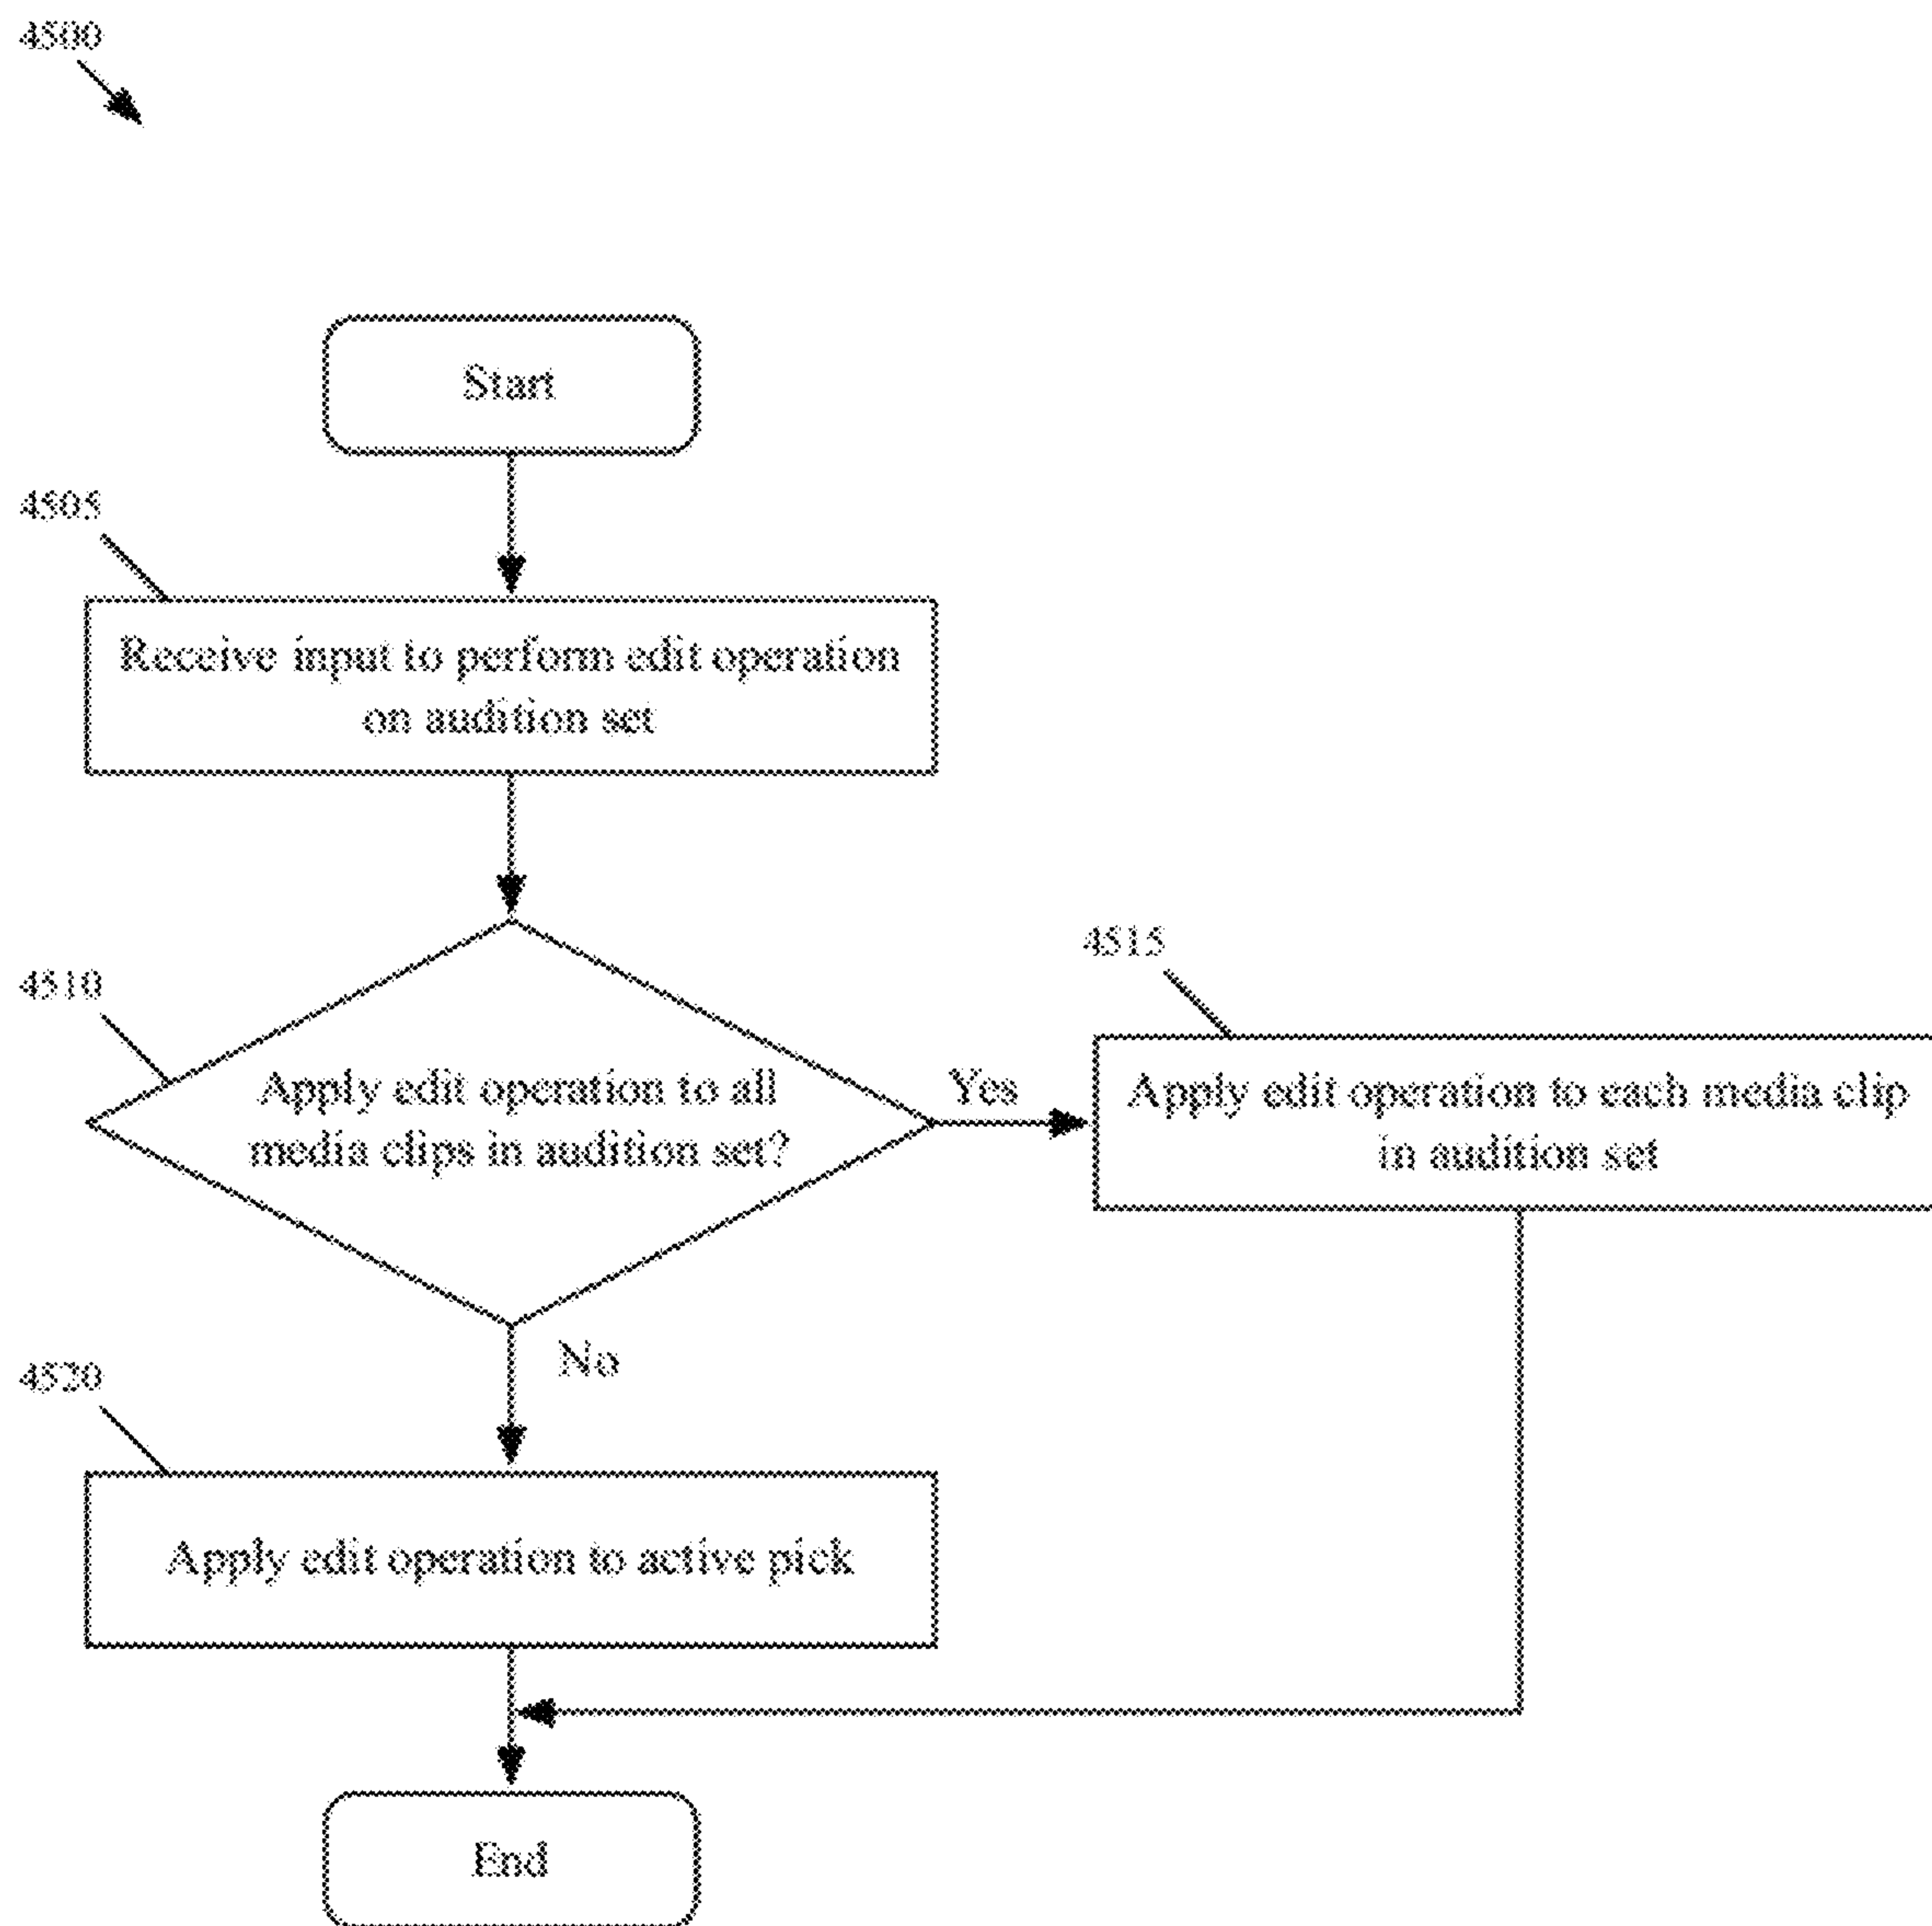 4500
Start
4505
Receive input to perform edit operation
on audition set
4510
Apply edit operation to all
media clips in audition set?
Yes
4515
Apply edit operation to each media clip
in audition set
No
4520
Apply edit operation to active pick
End